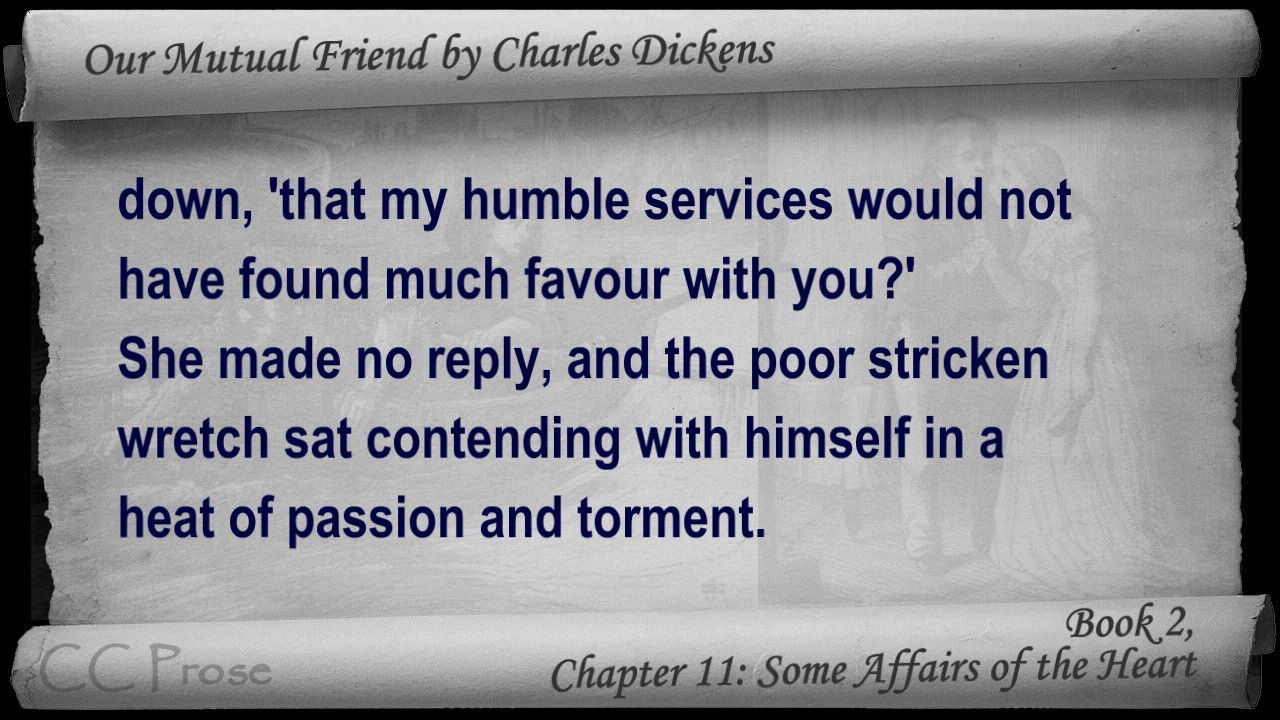 Our Mutual Friend by Charles Dickens
down, 'that my humble services would not
have found much favour with you?'
She made no reply, and the poor stricken
wretch sat contending with himself in a
heat of passion and torment.
Book 2,
Chapter 11: Some Affairs of the Heart
CC Prose